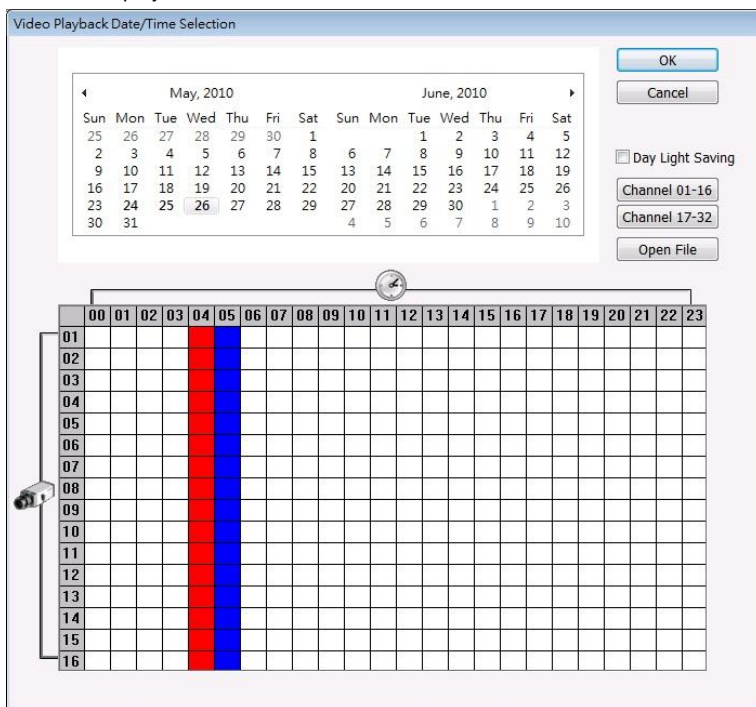 Video Playback Date/Time Selection
OK
May, 2010 June, 2010
Cancel
Sun Mon Tue Wed Thu Fri Sat Sun Mon Tue Wed Thu Fri Sat
25 26 27 28 29 30 1 1 2 3 4 5
2 3 4 5 6 7 8 6 7 8 9 10 11 12
Day Light Saving
9 10 11 12 13 14 15 13 14 15 16 17 18 19
16 17 18 19 20 21 22 20 21 22 23 24 25 26
Channel 01-16
23 24 25 26 27 28 29 27 28 29 30 1 2 3
30 31 4 5 6 7 8 9 10
Channel 17-32
Open File
00 01 02 03 04 05 06 07 08 09 10 11 12 13 14 15 16 17 18 19 20 21 22 23
01
02
03
04
05
06
07
08
09
10
11
12
13
14
15
16